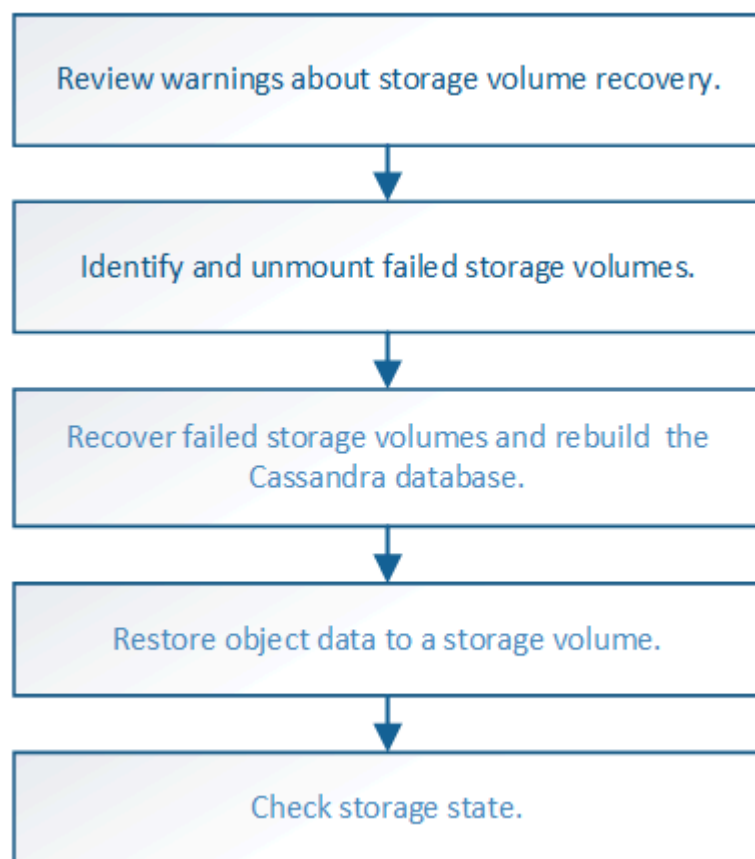 Review warnings about storage volume recovery.
Identify and unmount failed storage volumes.
Recover failed storage volumes and rebuild the
Cassandra database.
Restore object data to a storage volume.
Check storage state.